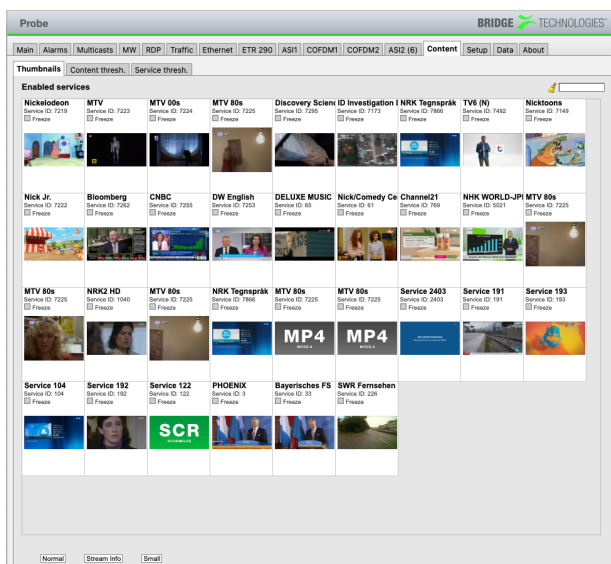 Probe
BRIDGE TECHNOLOGIES
Main Alarms Multicasts MW RDP Traffic Ethernet ETR 290 ASI1 COFDM1 COFDM2 ASI2 (6) Content Setup Data About
Thumbnails Content thresh. Service thresh.
Enabled services
Nickelodeon MTV MTV 00s MTV 80s Discovery Scienc ID Investigation I NRK Tegnspråk TV6 (N) Nicktoons
Service ID: 7219 Service ID: 7223 Service ID: 7224 Service ID: 7225 Service ID: 7295 Service ID: 7173 Service ID: 7866 Service ID: 7492 Service ID: 7149
Freeze Freeze Freeze Freeze Freeze Freeze Freeze Freeze Freeze
Nick Jr. Bloomberg CNBC DW English DELUXE MUSIC Nick/Comedy Ce Channel21 NHK WORLD-JP MTV 80s
Service ID: 7222 Service ID: 7262 Service ID: 7255 Service ID: 7253 Service ID: 65 Service ID: 61 Service ID: 769 Service ID: 5021 Service ID: 7225
Freeze Freeze Freeze Freeze Freeze Freeze Freeze Freeze Freeze
MTV 80s NRK2 HD MTV 80s NRK Tegnspråk MTV 80s MTV 80s Service 2403 Service 191 Service 193
Service ID: 7225 Service ID: 1040 Service ID: 7225 Service ID: 7866 Service ID: 7225 Service ID: 7225 Service ID: 2403 Service ID: 191 Service ID: 193
Freeze Freeze Freeze Freeze Freeze Freeze Freeze Freeze Freeze
MP4 MP4
MPEG 4 MPEG 4
Service 104 Service 192 Service 122 PHOENIX Bayerisches FS SWR Fernsehen
Service ID: 104 Service ID: 192 Service ID: 122 Service ID: 3 Service ID: 33 Service ID: 226
Freeze Freeze Freeze Freeze Freeze Freeze
SCR
SCRAMBLED
Normal Stream Info Small